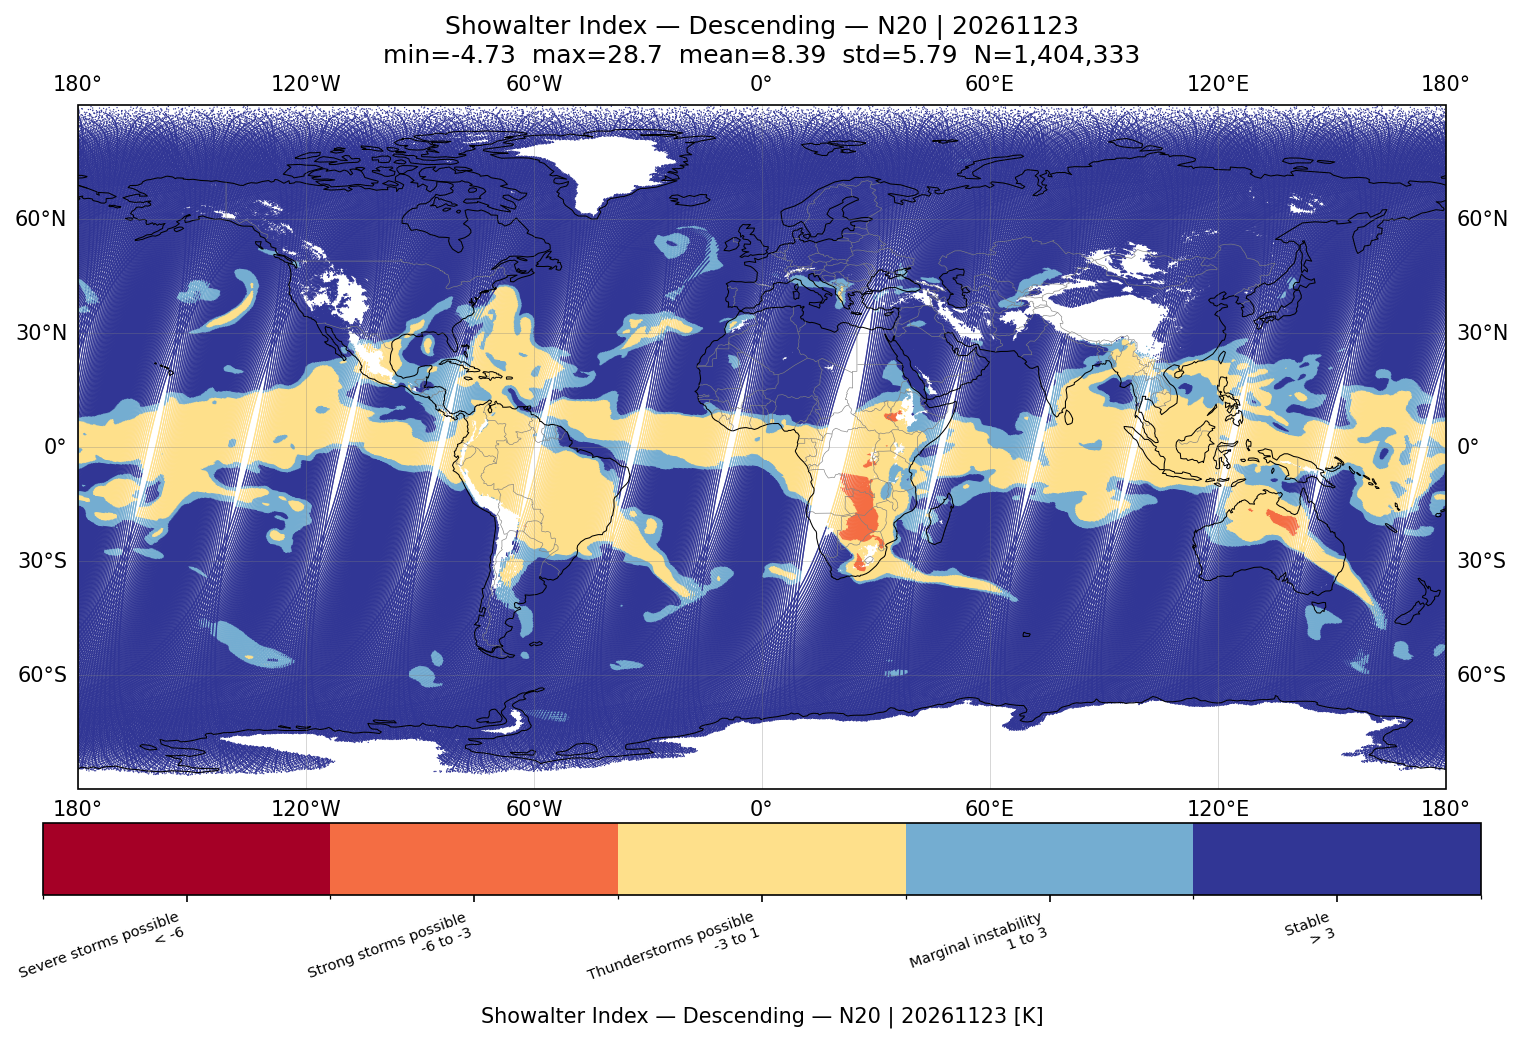 Showalter Index — Descending — N20 | 20261123
min=-4.73  max=28.7  mean=8.39  std=5.79  N=1,404,333
180°  120°W  60°W  0°  60°E  120°E  180°
60°N  60°N
30°N  30°N
0°  0°
30°S  30°S
60°S  60°S
180°  120°W  60°W  0°  60°E  120°E  180°
Severe storms possible
< -6
Strong storms possible
-6 to -3
Thunderstorms possible
-3 to 1
Marginal instability
1 to 3
Stable
> 3
Showalter Index — Descending — N20 | 20261123 [K]